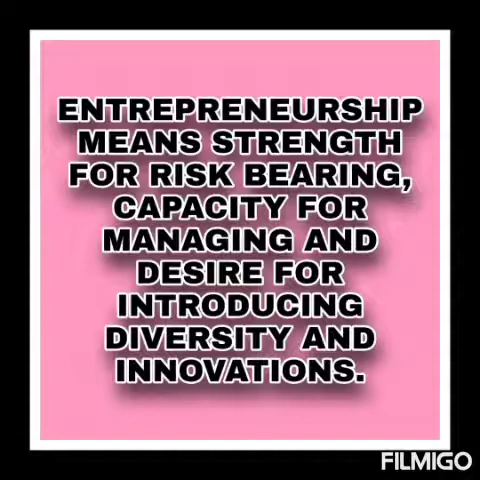 ENTREPRENEURSHIP
MEANS STRENGTH
FOR RISK BEARING,
CAPACITY FOR
MANAGING AND
DESIRE FOR
INTRODUCING
DIVERSITY AND
INNOVATIONS.
FILMIGO